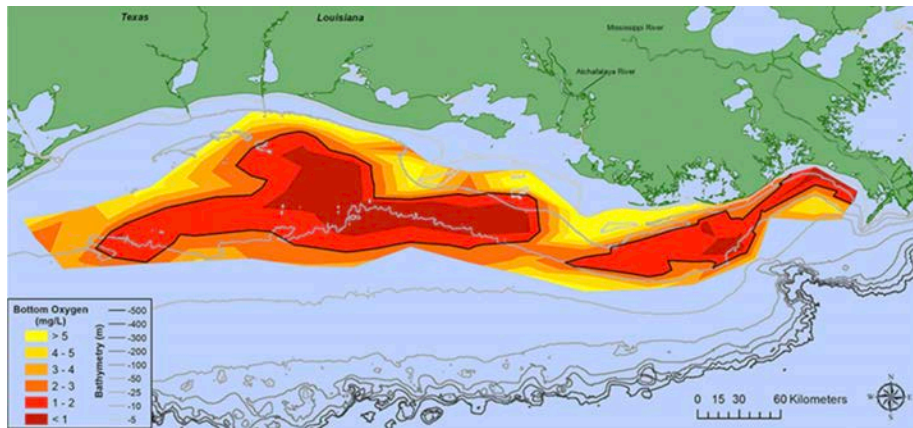 Texas
Louisiana
Mississippi River
Atchafalaya River
Bottom Oxygen
(mg/L)
> 5
4 - 5
3 - 4
2 - 3
1 - 2
< 1
Bathymetry (m)
-500
-400
-300
-200
-100
-50
-25
-10
-5
N
W
E
S
0 15 30 60 Kilometers